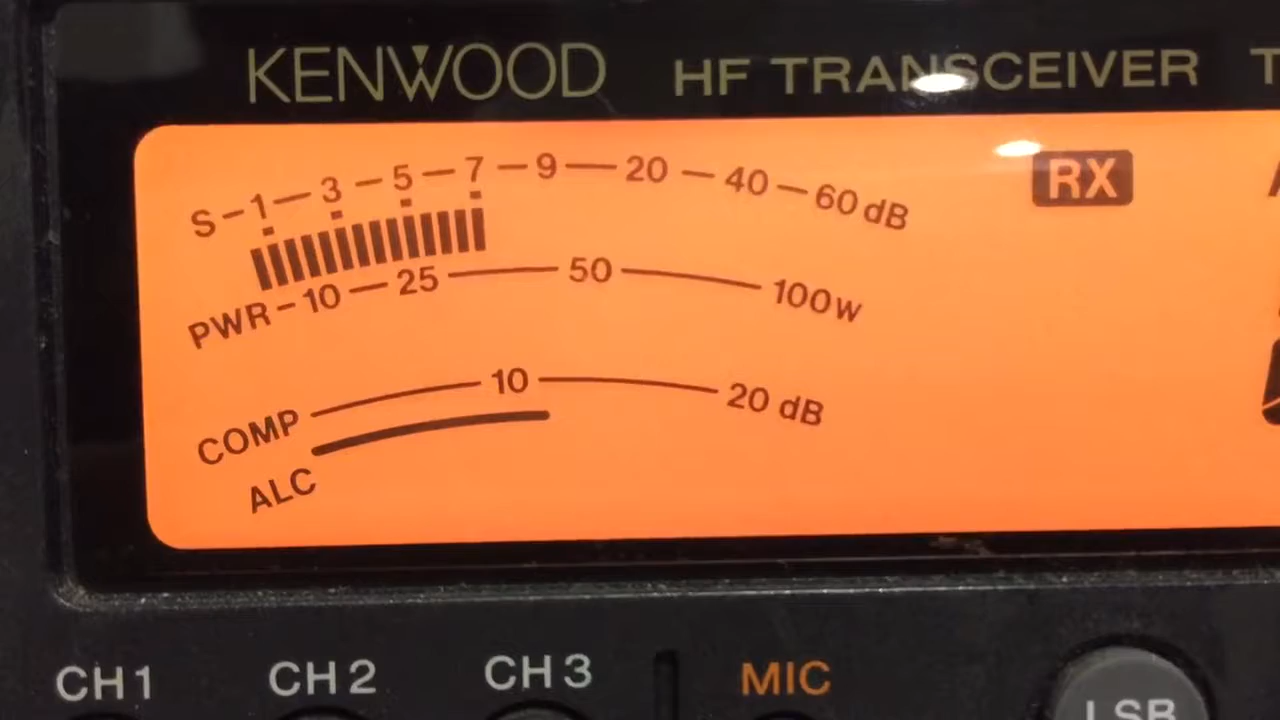 KENWOOD HF TRANSCEIVER T
S-1-3-5-7-9-20-40-60dB
RX
PWR-10-25-50-100W
COMP-10-20 dB
ALC
CH1 CH2 CH3 MIC
LSB